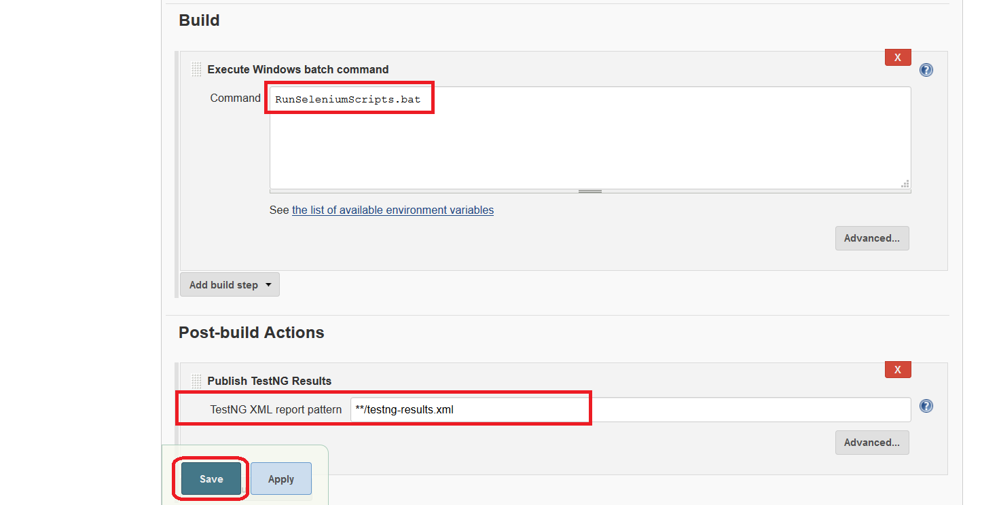 Build
X
Execute Windows batch command
?
Command
RunSeleniumScripts.bat
See the list of available environment variables
Advanced...
Add build step
Post-build Actions
X
Publish TestNG Results
TestNG XML report pattern
**/testng-results.xml
?
Advanced...
Save
Apply